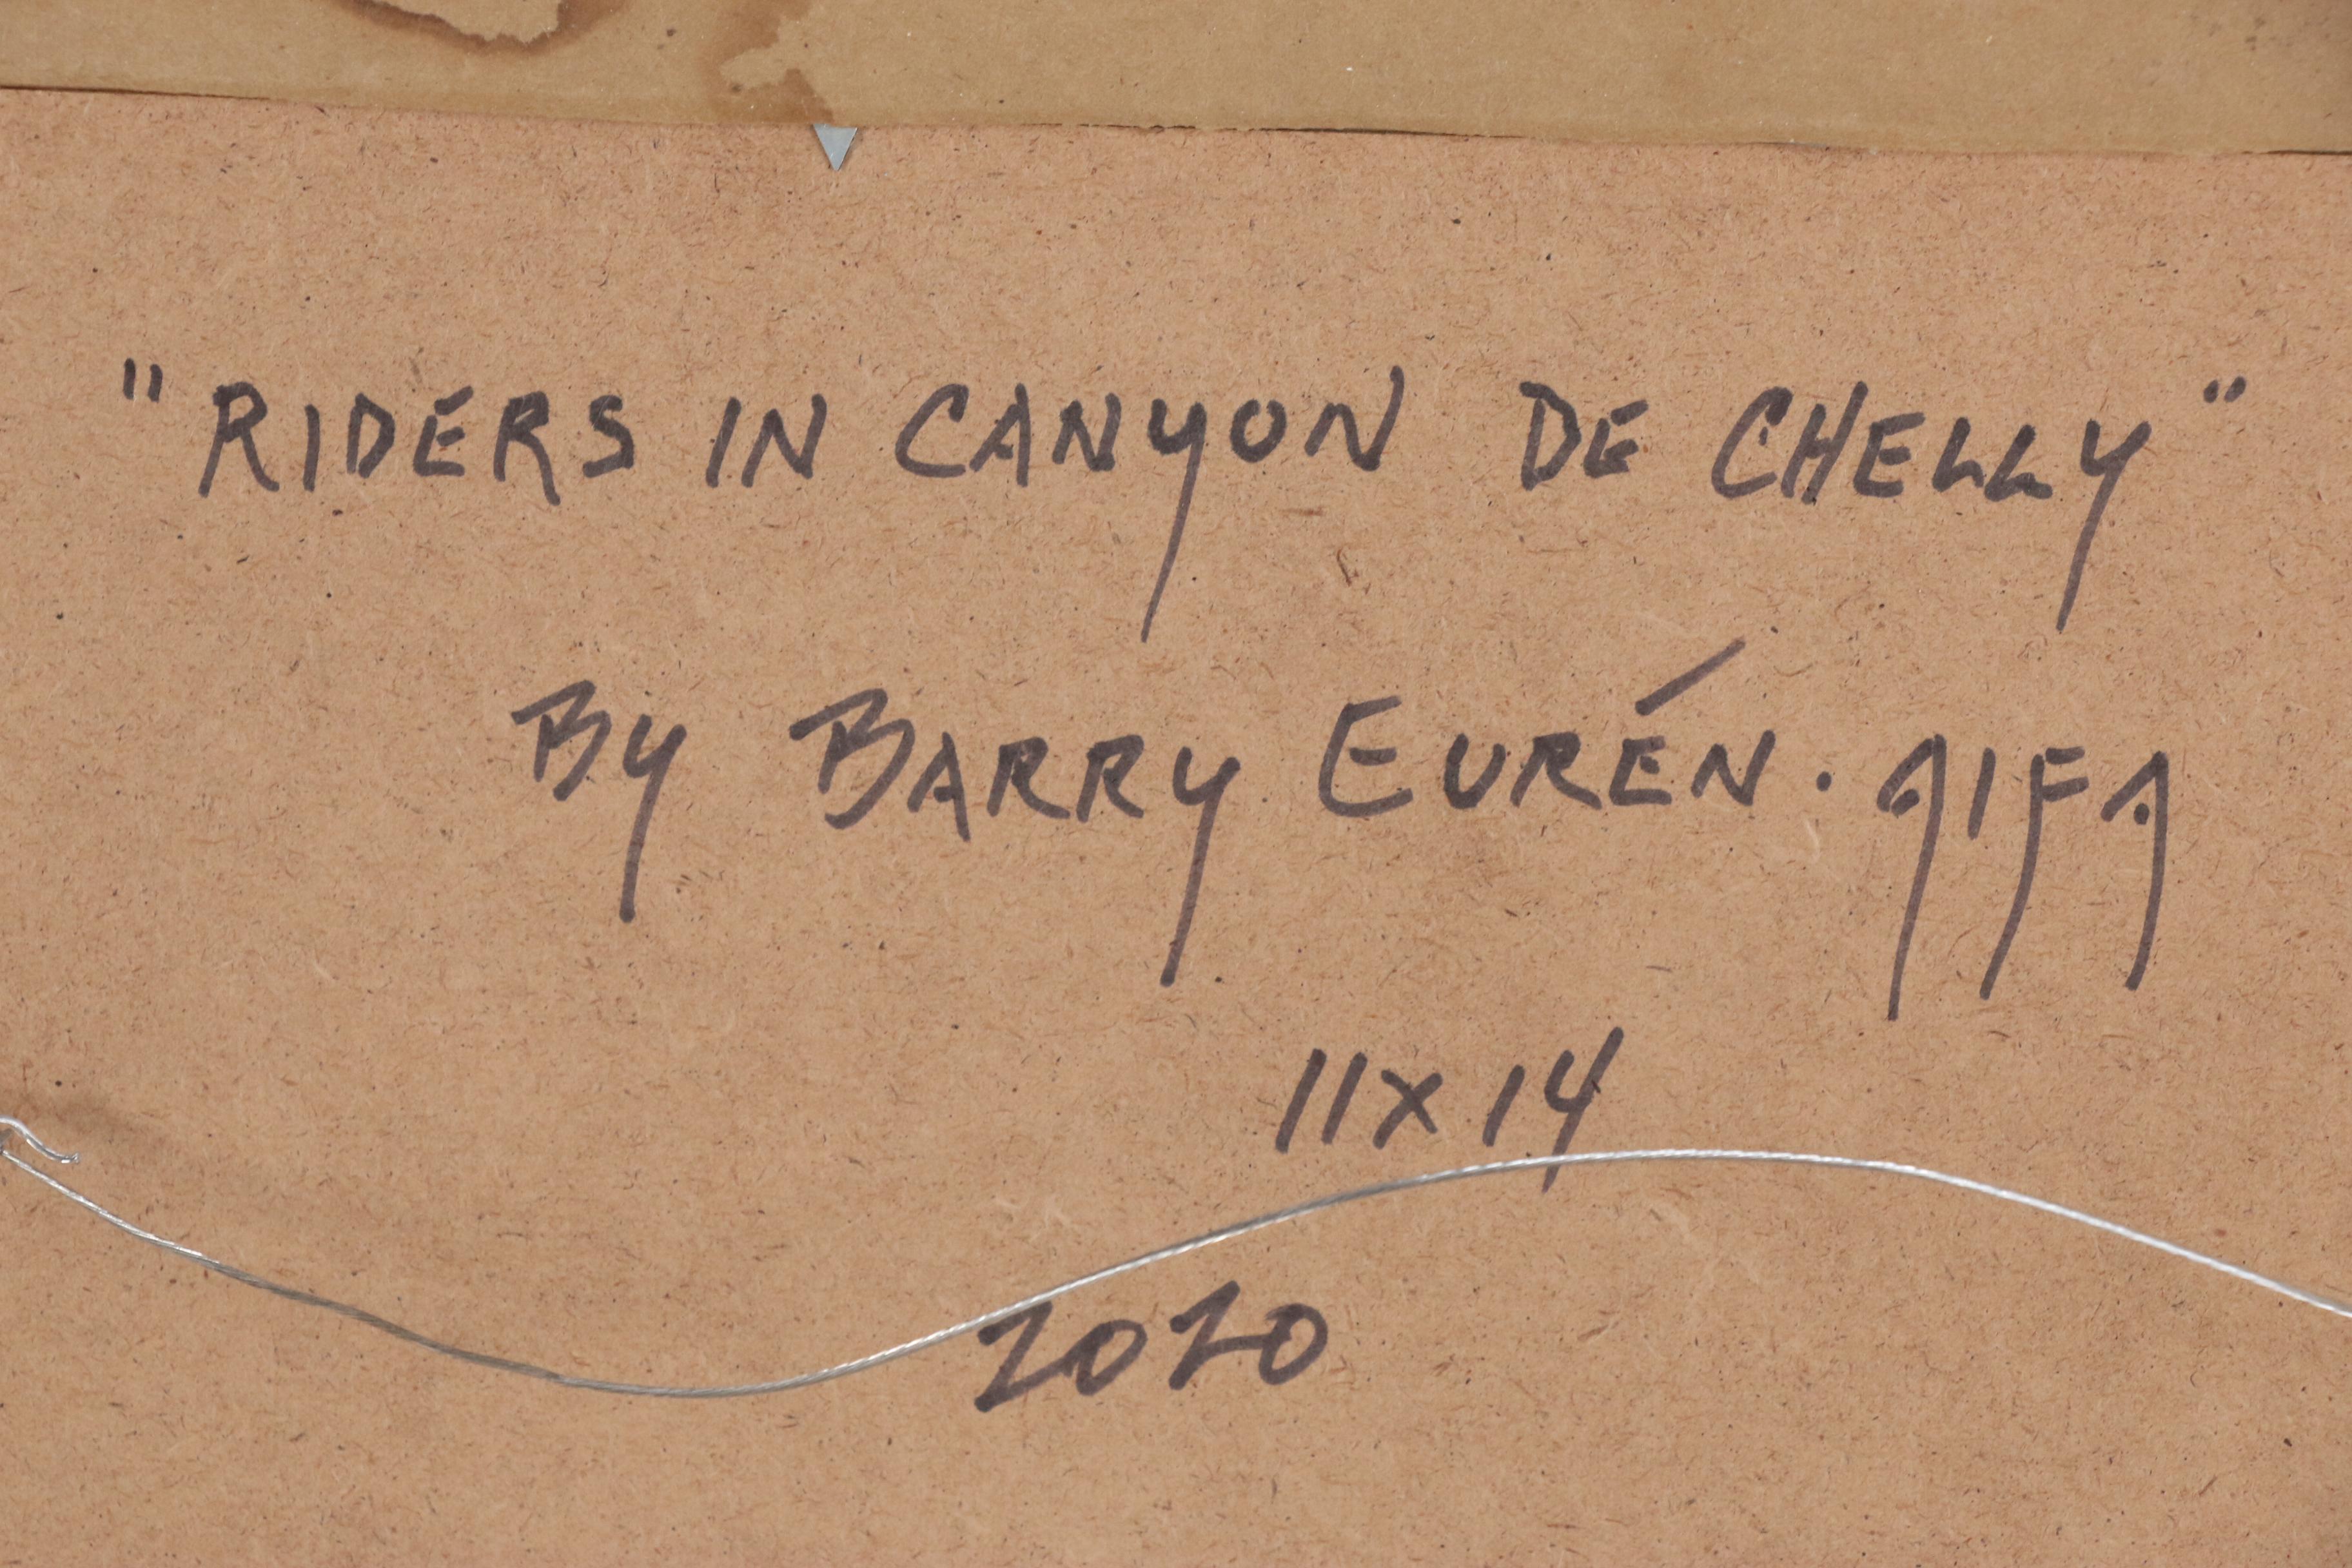 "RIDERS IN CANYON DE CHELLY"
By BARRY EURÉN. AIFA
11x14
2020